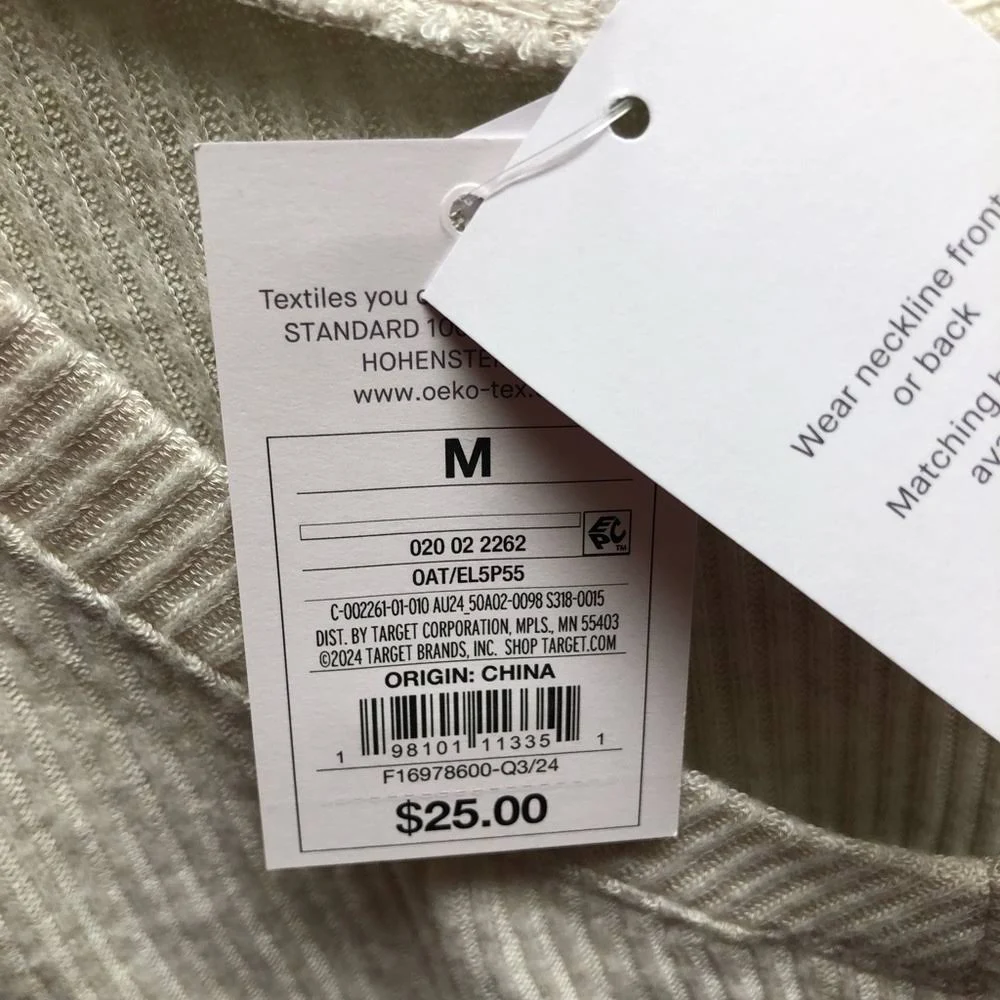 Textiles you
STANDARD
HOHENSTE
www.oeko-tex.
M
EPC™
020 02 2262
OAT/EL5P55
C-002261-01-010 AU24_50A02-0098 S318-0015
DIST. BY TARGET CORPORATION, MPLS., MN 55403
©2024 TARGET BRANDS, INC. SHOP TARGET.COM
ORIGIN: CHINA
1 98101 11335 1
F16978600-Q3/24
$25.00
Wear neckline front
or back
Matching